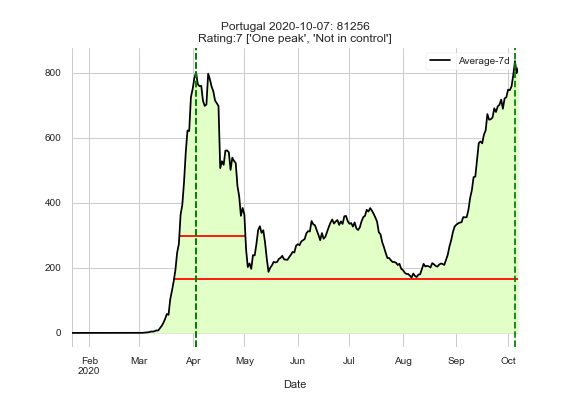 Portugal 2020-10-07: 81256
Rating:7 ['One peak', 'Not in control']
Average-7d
800
600
400
200
0
Feb
2020
Mar
Apr
May
Jun
Jul
Aug
Sep
Oct
Date